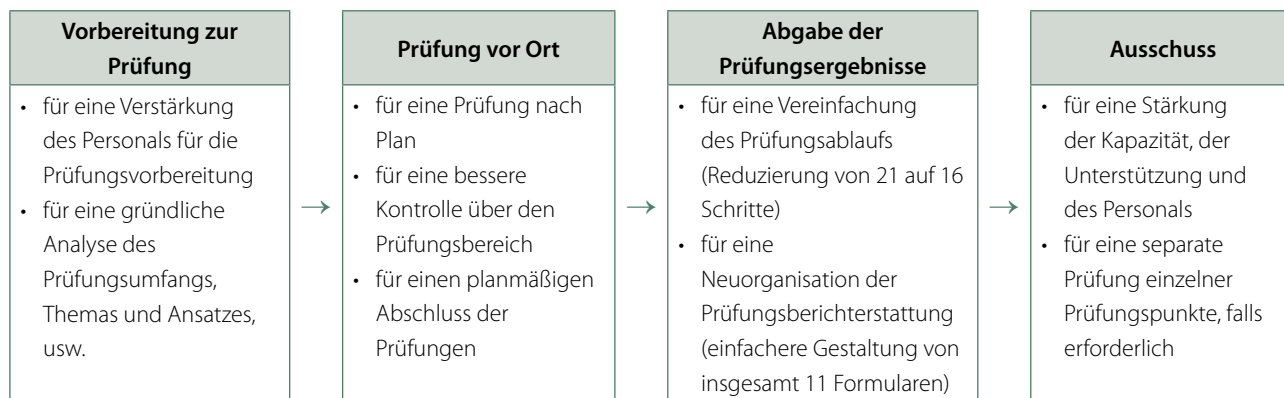 Vorbereitung zur
Prüfung
• für eine Verstärkung
des Personals für die
Prüfungsvorbereitung
• für eine gründliche
Analyse des
Prüfungsumfangs,
Themas und Ansatzes,
usw.
→
Prüfung vor Ort
• für eine Prüfung nach
Plan
• für eine bessere
Kontrolle über den
Prüfungsbereich
• für einen planmäßigen
Abschluss der
Prüfungen
→
Abgabe der
Prüfungsergebnisse
• für eine Vereinfachung
des Prüfungsablaufs
(Reduzierung von 21 auf 16
Schritte)
• für eine
Neuorganisation der
Prüfungsberichterstattung
(einfachere Gestaltung von
insgesamt 11 Formularen)
→
Ausschuss
• für eine Stärkung
der Kapazität, der
Unterstützung und
des Personals
• für eine separate
Prüfung einzelner
Prüfungspunkte, falls
erforderlich